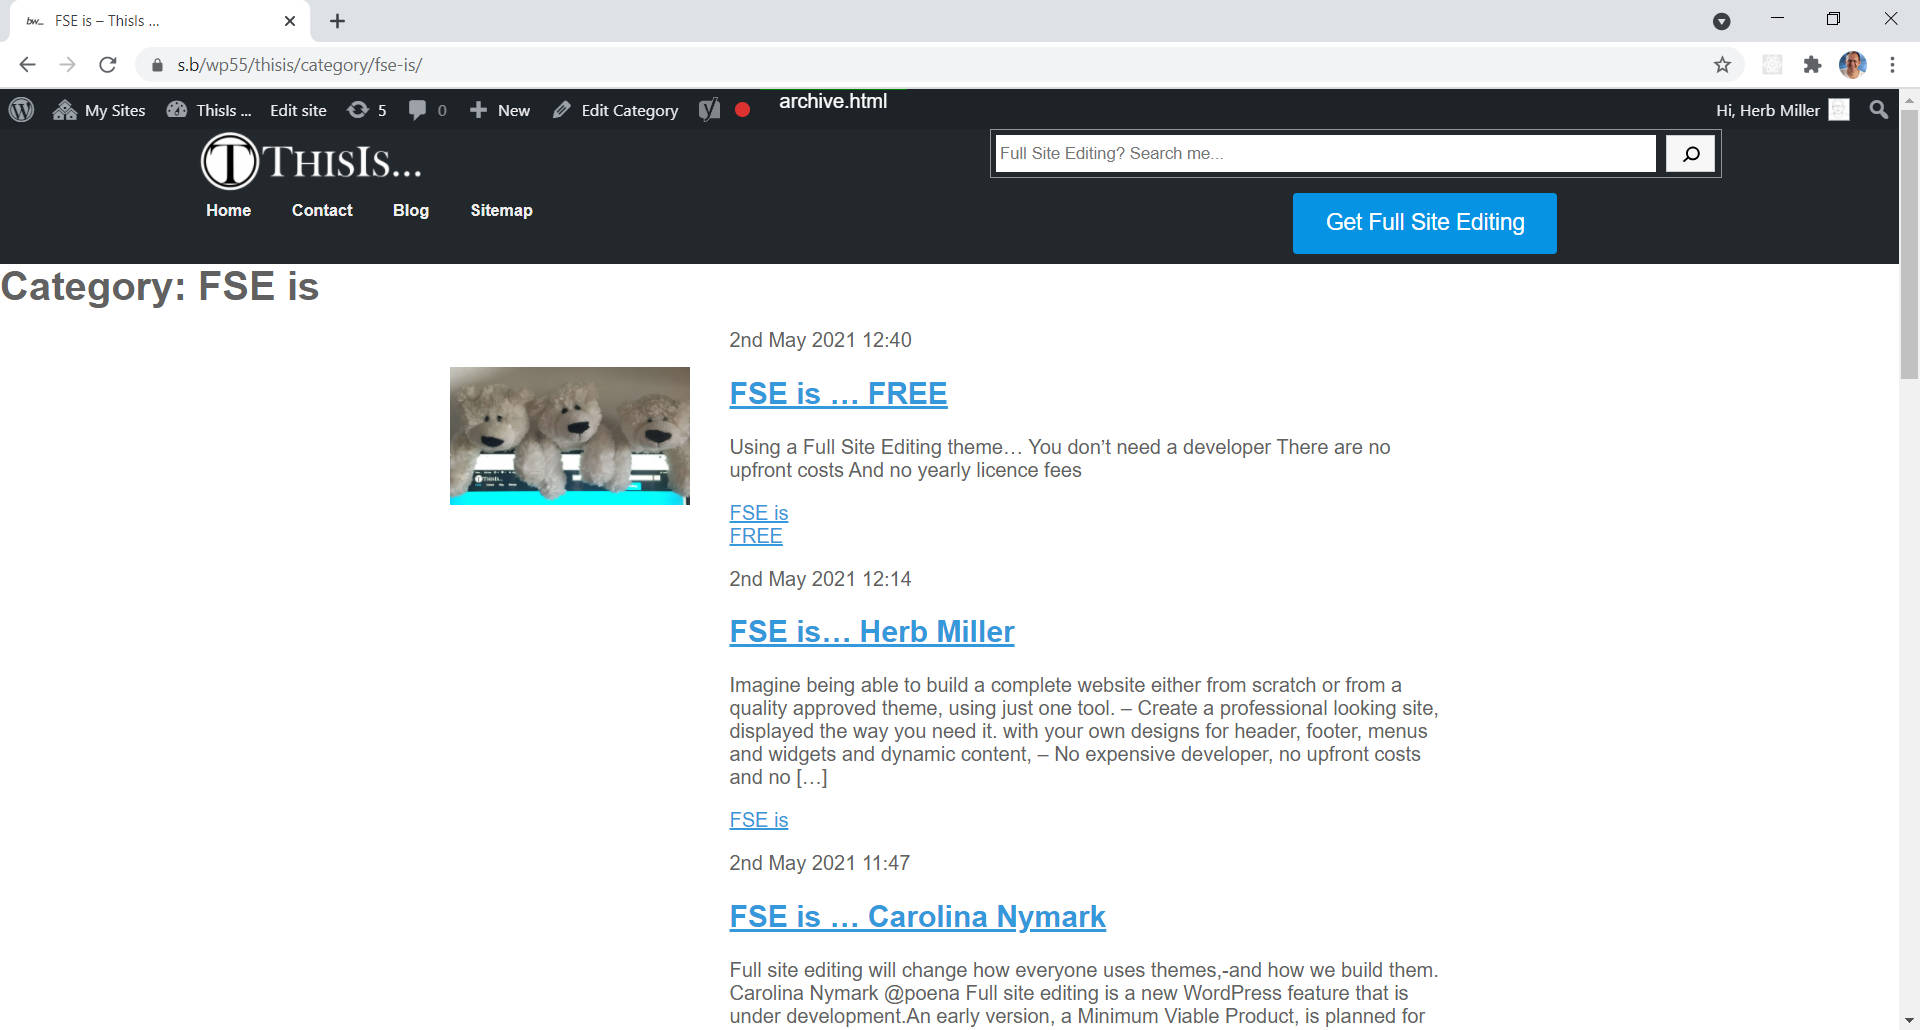 FSE is – ThisIs ...
s.b/wp55/thisis/category/fse-is/
My Sites ThisIs ... Edit site 5 0 New Edit Category archive.html Hi, Herb Miller
THISIS...
Full Site Editing? Search me...
Home Contact Blog Sitemap
Get Full Site Editing
Category: FSE is
2nd May 2021 12:40
FSE is … FREE
Using a Full Site Editing theme… You don’t need a developer There are no
upfront costs And no yearly licence fees
FSE is
FREE
2nd May 2021 12:14
FSE is… Herb Miller
Imagine being able to build a complete website either from scratch or from a
quality approved theme, using just one tool. – Create a professional looking site,
displayed the way you need it. with your own designs for header, footer, menus
and widgets and dynamic content, – No expensive developer, no upfront costs
and no […]
FSE is
2nd May 2021 11:47
FSE is … Carolina Nymark
Full site editing will change how everyone uses themes,-and how we build them.
Carolina Nymark @poena Full site editing is a new WordPress feature that is
under development.An early version, a Minimum Viable Product, is planned for